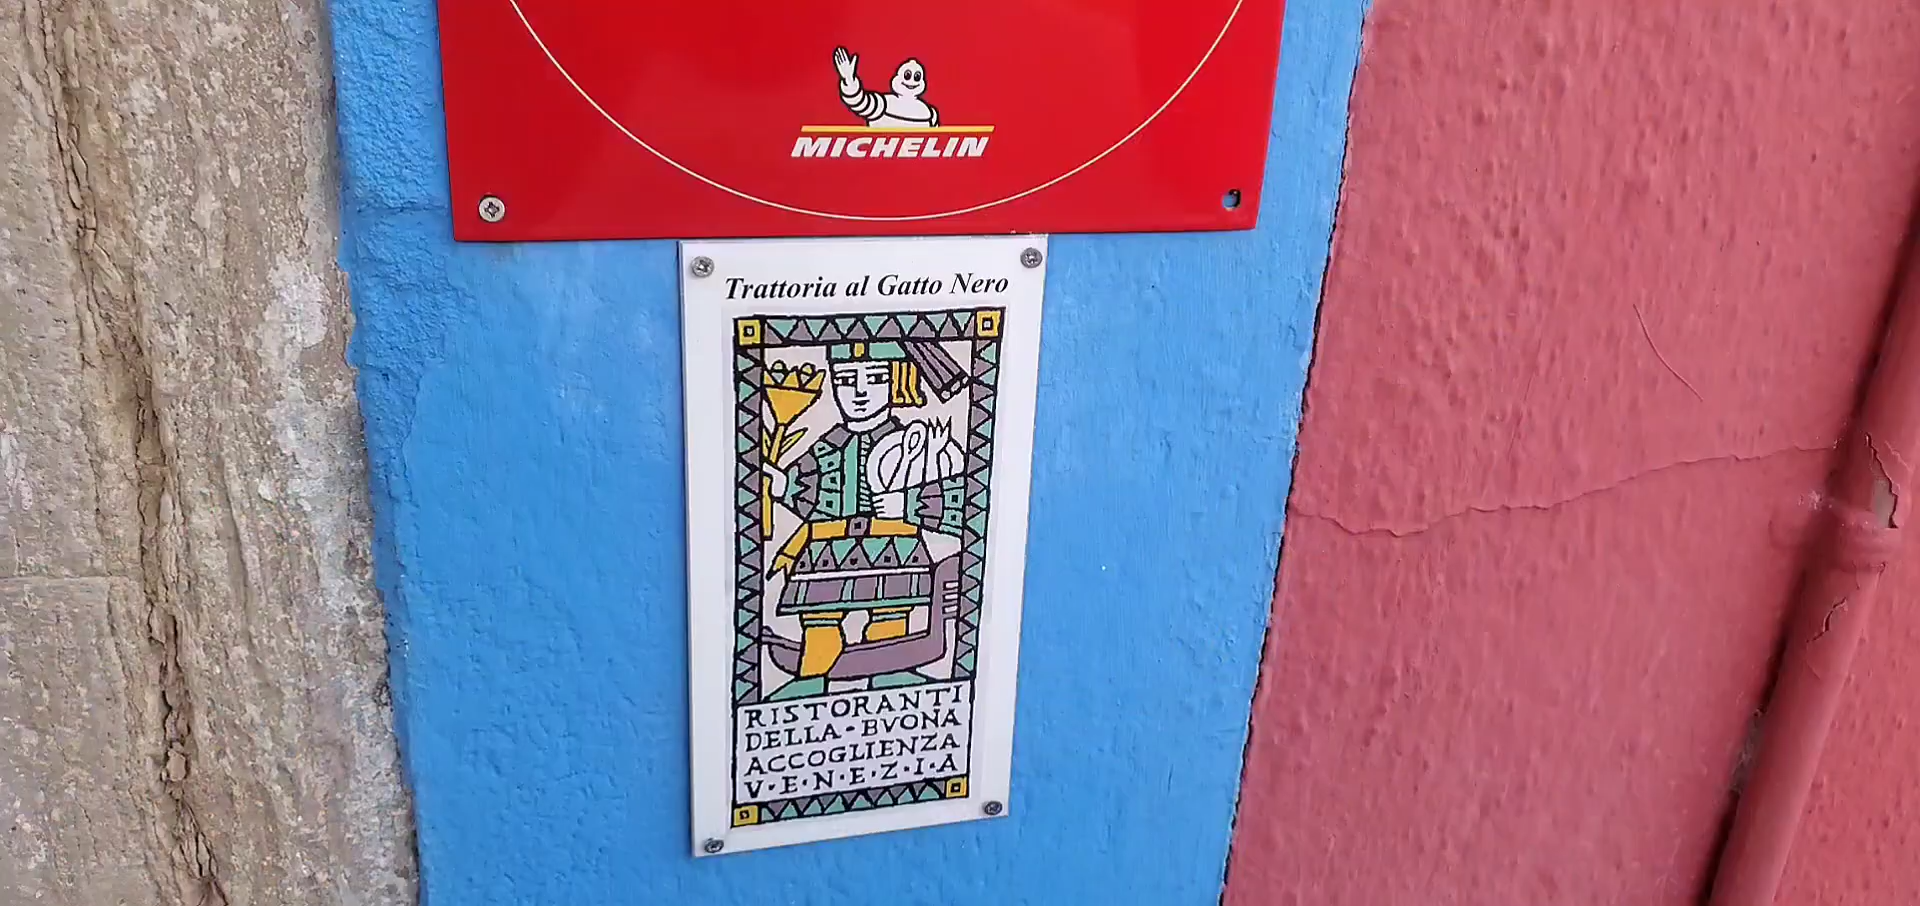 MICHELIN
Trattoria al Gatto Nero
RISTORANTI
DELLA-BVONA
ACCOGLIENZA
V·E·N·E·Z·I·A